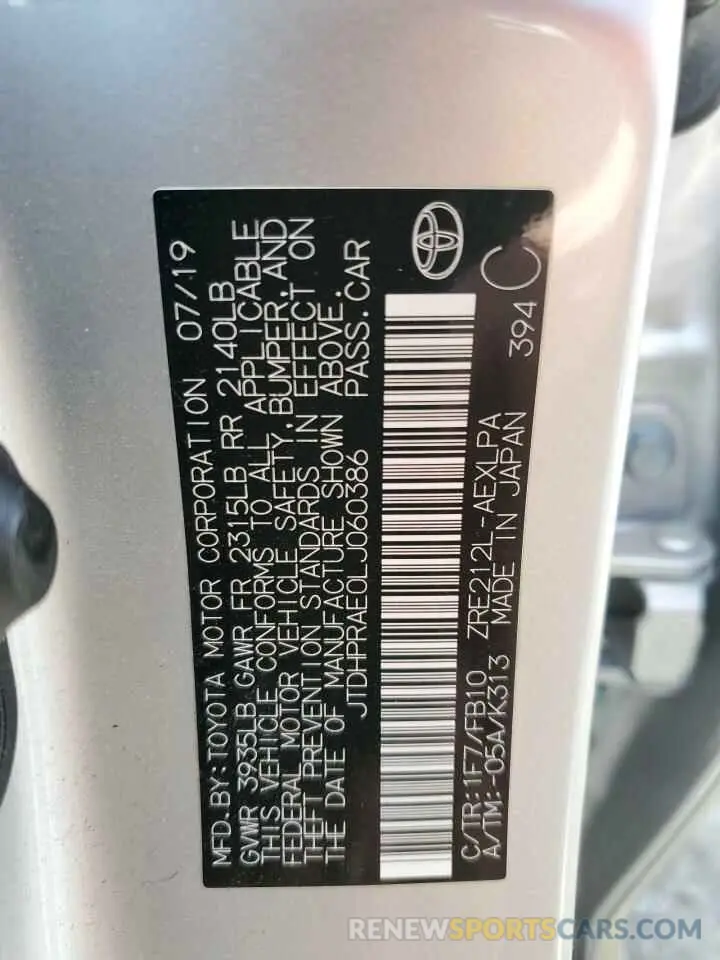 MFD.BY:TOYOTA MOTOR CORPORATION 07/19
GVWR 3935LB GAWR FR 2315LB RR 2140LB
THIS VEHICLE CONFORMS TO ALL APPLICABLE
FEDERAL MOTOR VEHICLE SAFETY,BUMPER,AND
THEFT PREVENTION STANDARDS IN EFFECT ON
THE DATE OF MANUFACTURE SHOWN ABOVE.
JTDHPRAE0LJ060386 PASS.CAR
C/TR:1F7/FB10 ZRE212L-AEXLPA 394 C
A/TM:-05A/K313 MADE IN JAPAN
RENEWSPORTSCARS.COM